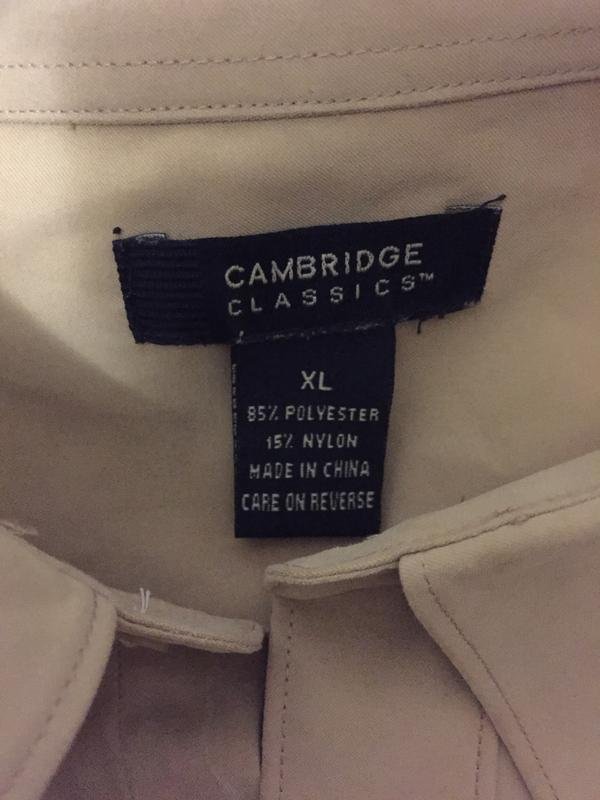 CAMBRIDGE
CLASSICS™
XL
85% POLYESTER
15% NYLON
MADE IN CHINA
CARE ON REVERSE